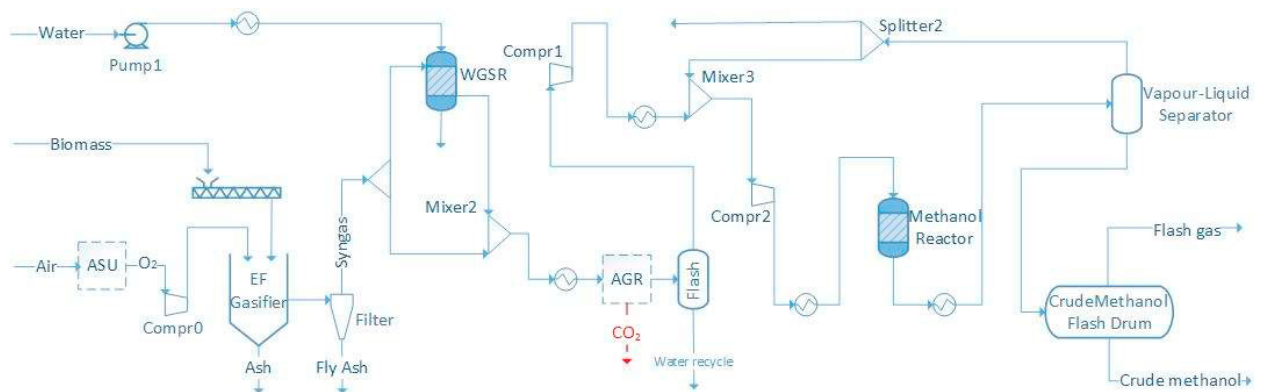 Water
Pump1
WGSR
Compr1
Mixer3
Splitter2
Vapour-Liquid
Separator
Biomass
Syngas
Mixer2
Compr2
Methanol
Reactor
Air
ASU
O₂
Compr0
EF
Gasifier
Filter
AGR
Flash
CO₂
Water recycle
Ash
Fly Ash
Flash gas
CrudeMethanol
Flash Drum
Crude methanol